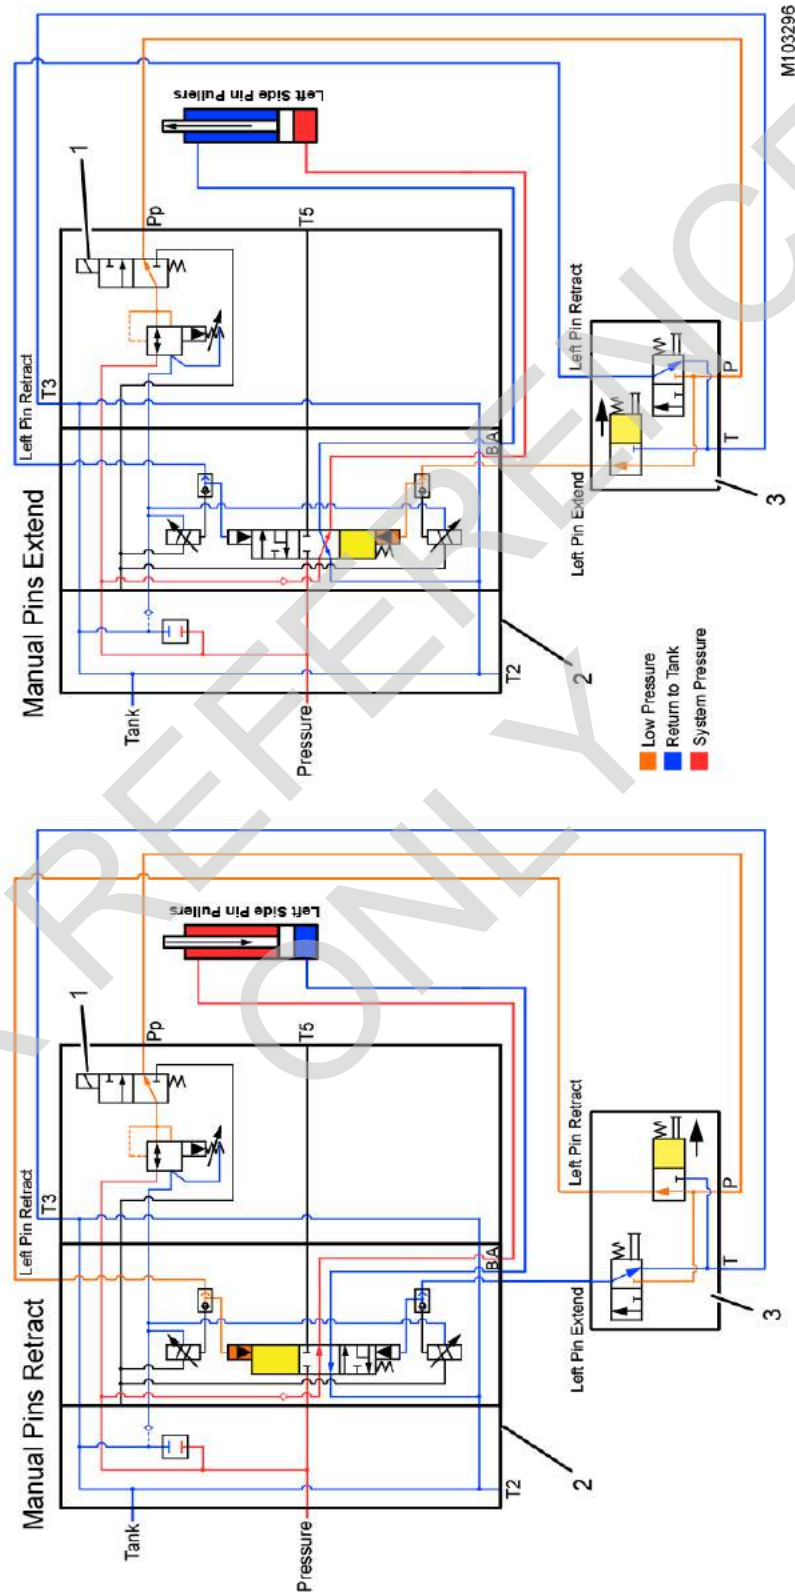 Manual Pins Retract
Left Pin Retract
T3
1
Pp
Left Side Pin Pullers
T5
B
A
Tank
Pressure
T2
2
Left Pin Extend
Left Pin Retract
T
P
3
Manual Pins Extend
Left Pin Retract
T3
1
Pp
Left Side Pin Pullers
T5
B
A
Tank
Pressure
T2
2
Left Pin Extend
Left Pin Retract
T
P
3
Low Pressure
Return to Tank
System Pressure
M103296
REFERENCE
ONLY